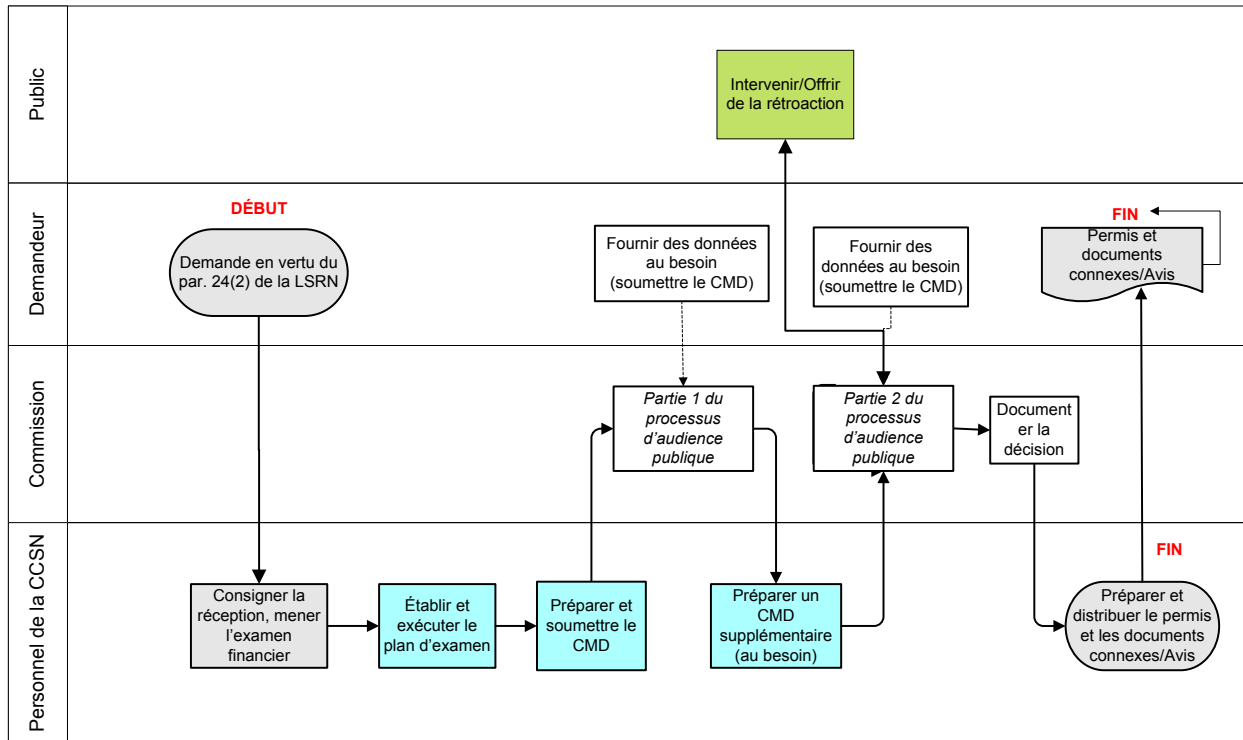 Public
Intervenir/Offrir
de la rétroaction
Demandeur
DÉBUT
Demande en vertu du
par. 24(2) de la LSRN
Fournir des données
au besoin
(soumettre le CMD)
Fournir des
données au besoin
(soumettre le CMD)
FIN
Permis et
documents
connexes/Avis
Commission
Partie 1 du
processus
d'audience
publique
Partie 2 du
processus
d'audience
publique
Document
er la
décision
Personnel de la CCSN
Consigner la
réception, mener
l'examen
financier
Établir et
exécuter le
plan d'examen
Préparer et
soumettre le
CMD
Préparer un
CMD
supplémentaire
(au besoin)
FIN
Préparer et
distribuer le permis
et les documents
connexes/Avis